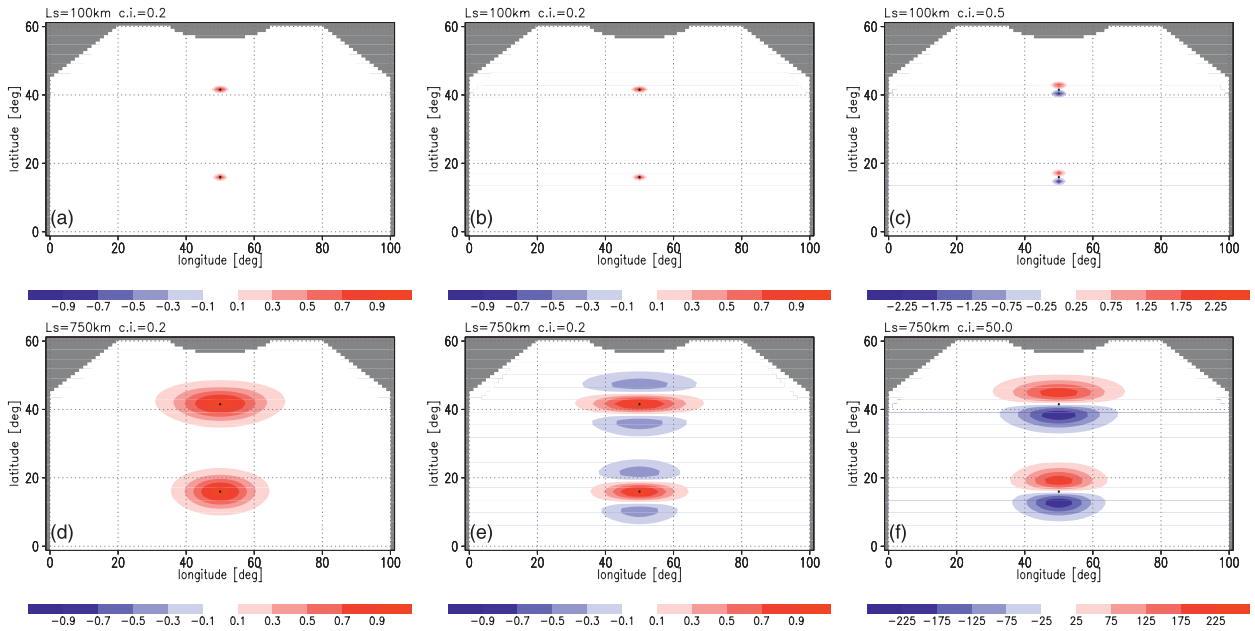 Ls=100km c.i.=0.2
60
40
20
0
latitude [deg]
(a)
0 20 40 60 80 100
longitude [deg]
−0.9 −0.7 −0.5 −0.3 −0.1 0.1 0.3 0.5 0.7 0.9
Ls=100km c.i.=0.2
60
40
20
0
latitude [deg]
(b)
0 20 40 60 80 100
longitude [deg]
−0.9 −0.7 −0.5 −0.3 −0.1 0.1 0.3 0.5 0.7 0.9
Ls=100km c.i.=0.5
60
40
20
0
latitude [deg]
(c)
0 20 40 60 80 100
longitude [deg]
−2.25 −1.75 −1.25 −0.75 −0.25 0.25 0.75 1.25 1.75 2.25
Ls=750km c.i.=0.2
60
40
20
0
latitude [deg]
(d)
0 20 40 60 80 100
longitude [deg]
−0.9 −0.7 −0.5 −0.3 −0.1 0.1 0.3 0.5 0.7 0.9
Ls=750km c.i.=0.2
60
40
20
0
latitude [deg]
(e)
0 20 40 60 80 100
longitude [deg]
−0.9 −0.7 −0.5 −0.3 −0.1 0.1 0.3 0.5 0.7 0.9
Ls=750km c.i.=50.0
60
40
20
0
latitude [deg]
(f)
0 20 40 60 80 100
longitude [deg]
−225 −175 −125 −75 −25 25 75 125 175 225